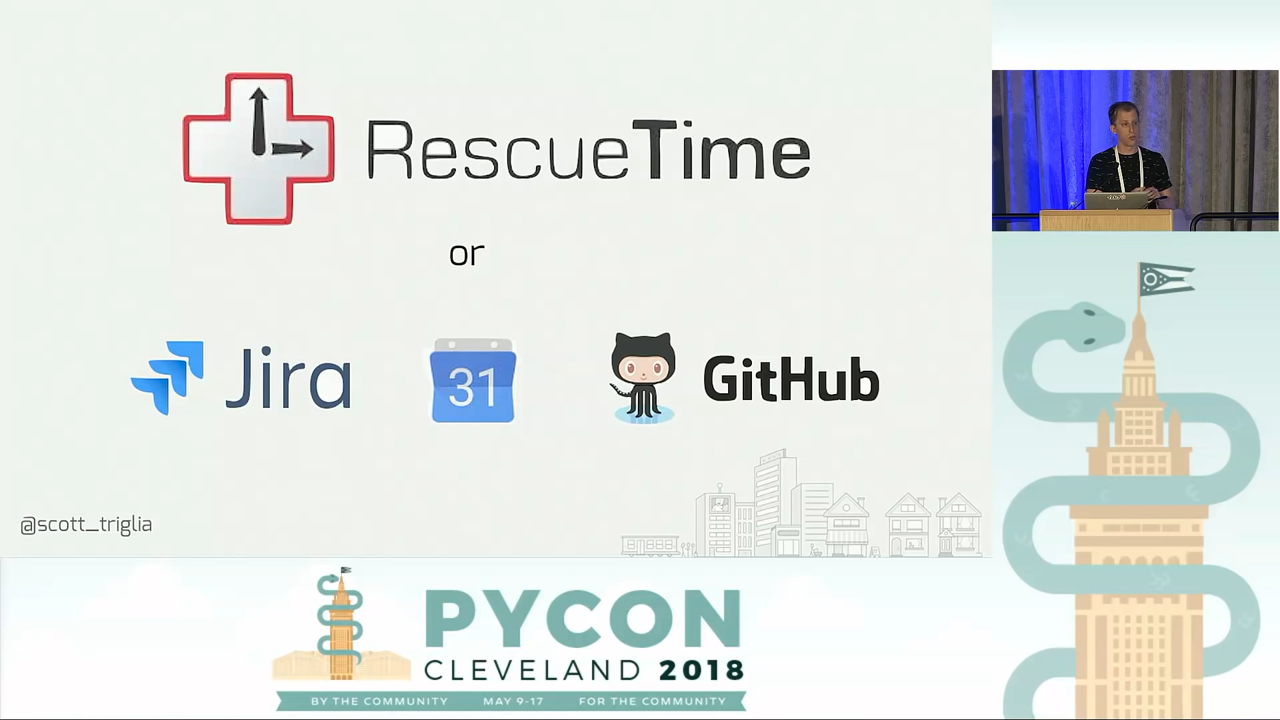 RescueTime
or
Jira
31
GitHub
@scott_triglia
PYCON
CLEVELAND 2018
BY THE COMMUNITY MAY 9-17 FOR THE COMMUNITY